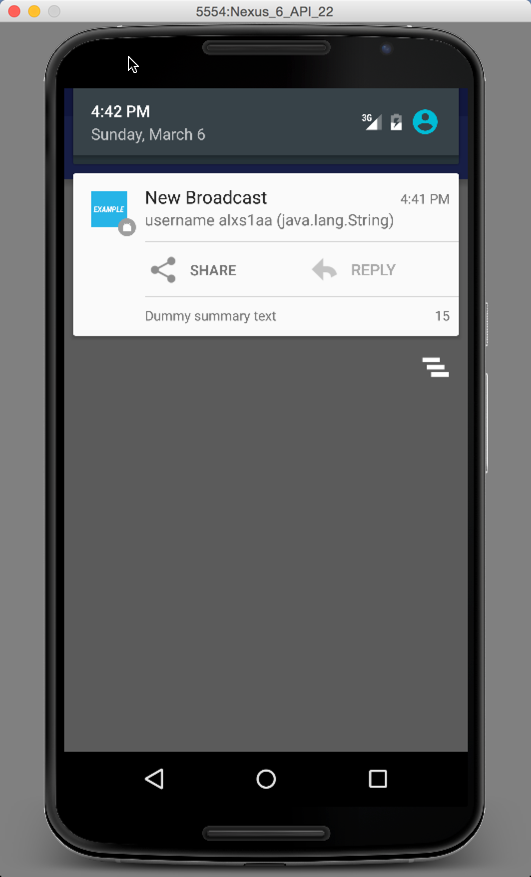 5554:Nexus_6_API_22
4:42 PM
Sunday, March 6
3G
EXAMPLE
New Broadcast
4:41 PM
username alxs1aa (java.lang.String)
SHARE
REPLY
Dummy summary text
15